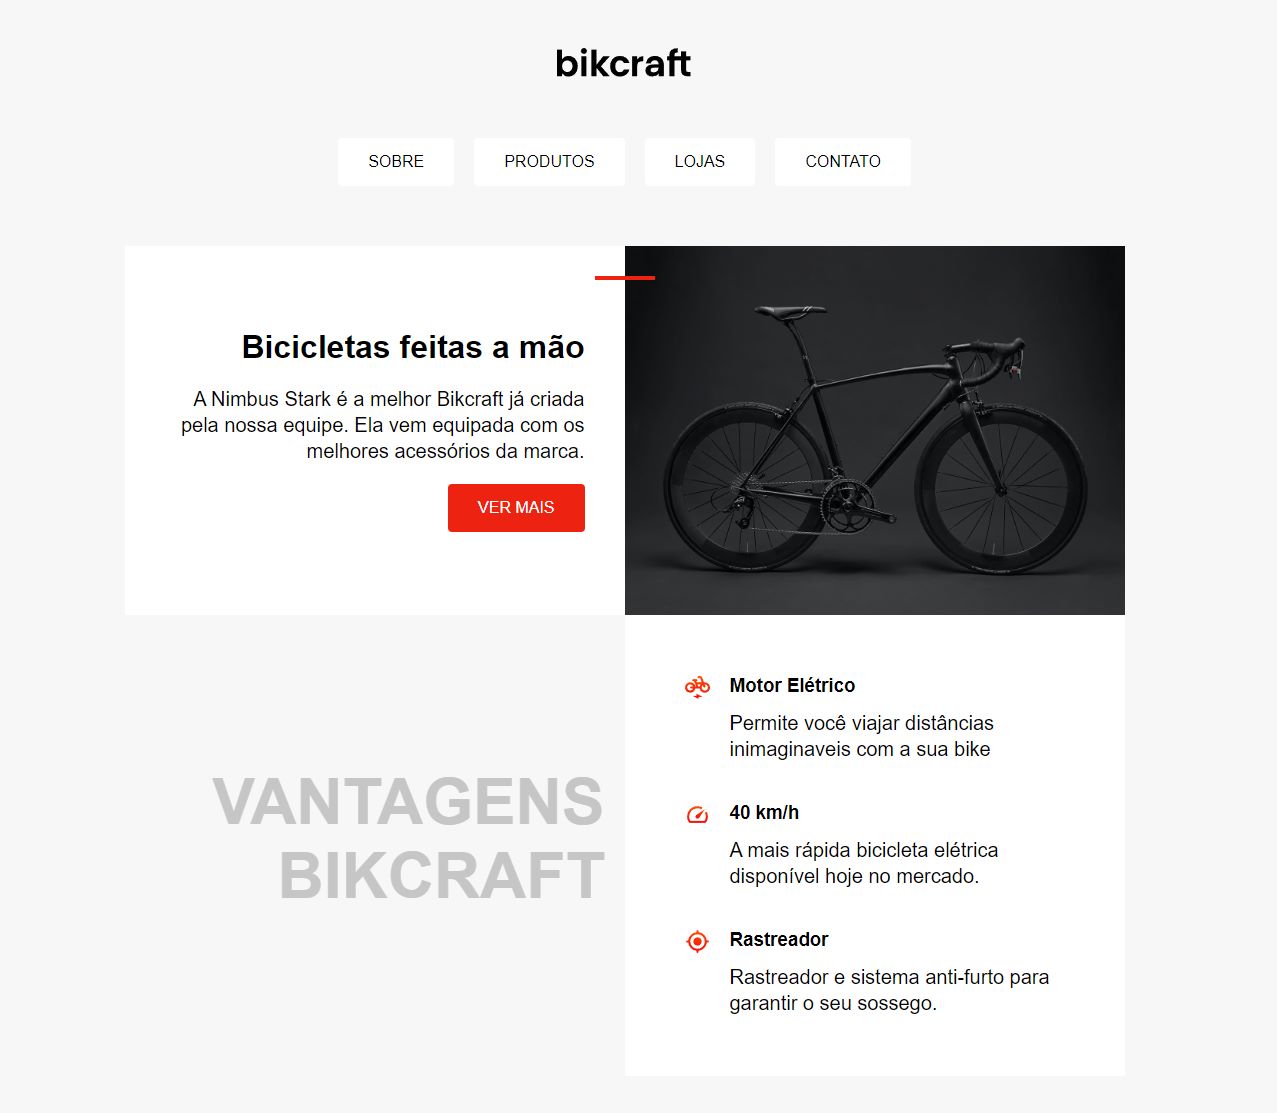 bikcraft
SOBRE PRODUTOS LOJAS CONTATO
Bicicletas feitas a mão
A Nimbus Stark é a melhor Bikcraft já criada
pela nossa equipe. Ela vem equipada com os
melhores acessórios da marca.
VER MAIS
VANTAGENS
BIKCRAFT
Motor Elétrico
Permite você viajar distâncias
inimaginaveis com a sua bike
40 km/h
A mais rápida bicicleta elétrica
disponível hoje no mercado.
Rastreador
Rastreador e sistema anti-furto para
garantir o seu sossego.